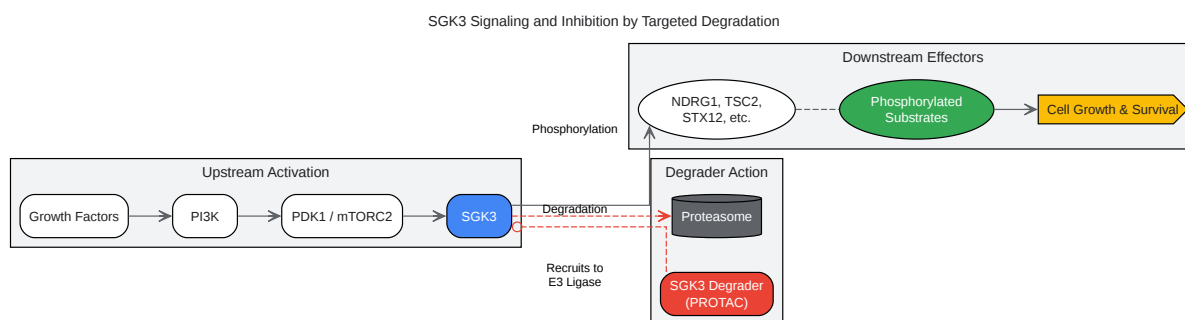 SGK3 Signaling and Inhibition by Targeted Degradation
Downstream Effectors
NDRG1, TSC2,
STX12, etc.
Phosphorylated
Substrates
Cell Growth & Survival
Phosphorylation
Upstream Activation
Growth Factors
PI3K
PDK1 / mTORC2
SGK3
Degradation
Degrader Action
Proteasome
Recruits to
E3 Ligase
SGK3 Degrader
(PROTAC)